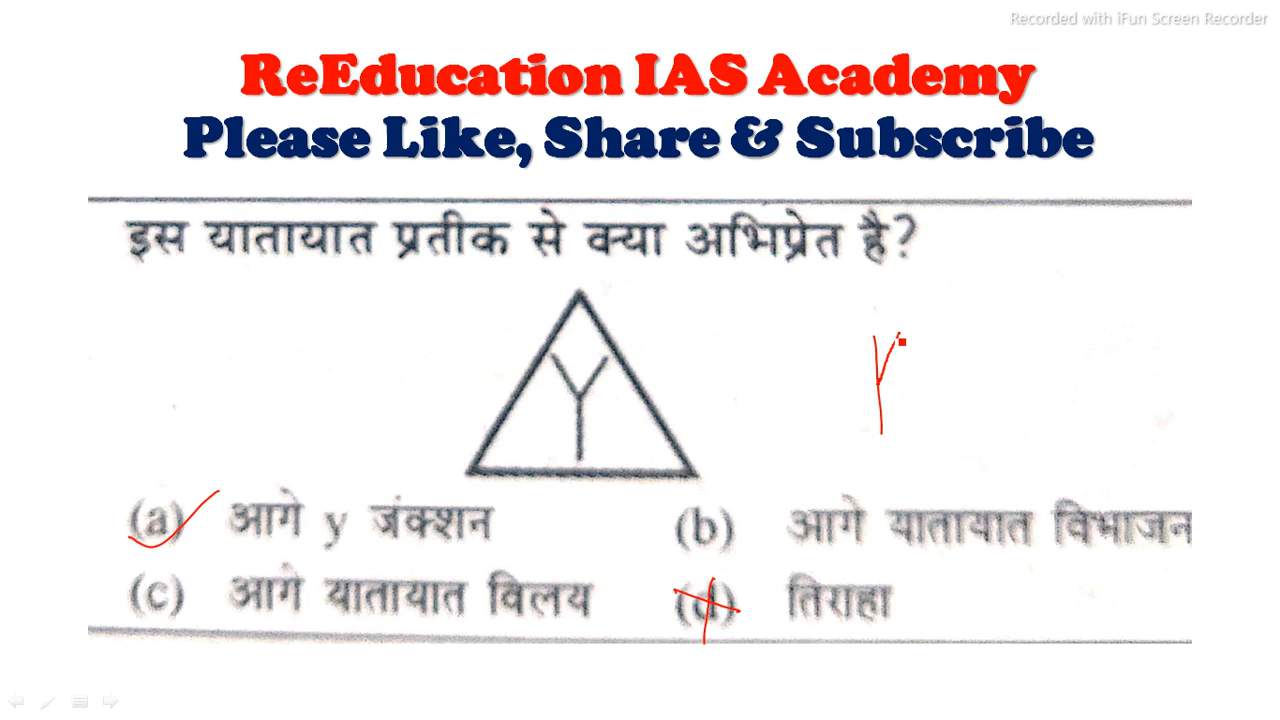 Recorded with iFun Screen Recorder
ReEducation IAS Academy
Please Like, Share & Subscribe
इस यातायात प्रतीक से क्या अभिप्रेत है?
Y
(a) आगे y जंक्शन (b) आगे यातायात विभाजन
(c) आगे यातायात विलय (d) तिराहा